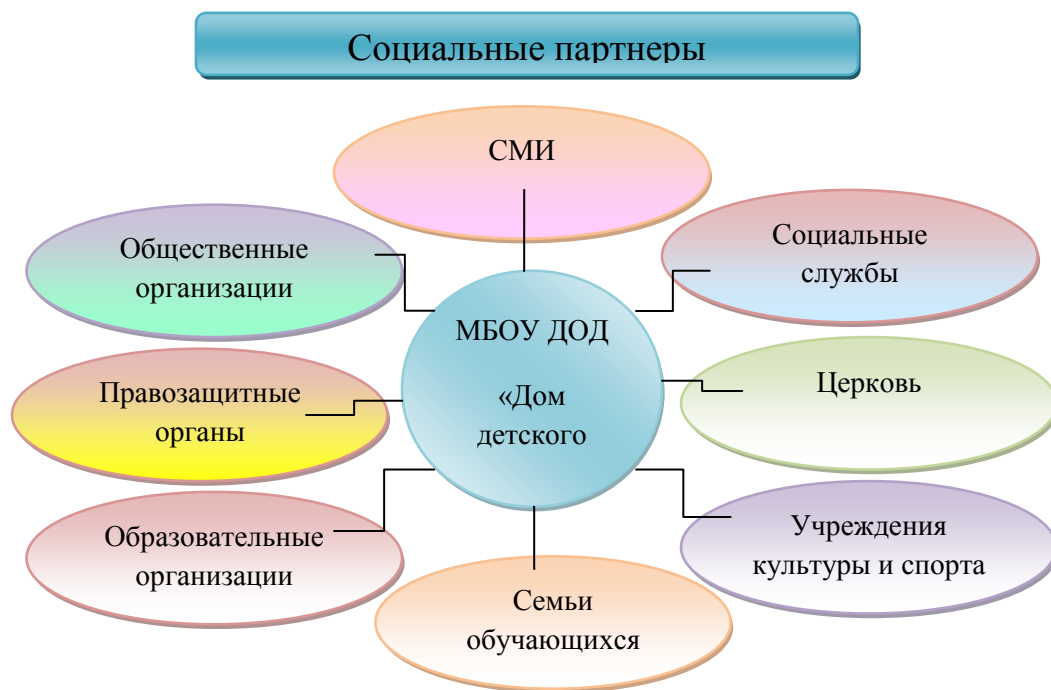 Социальные партнеры
СМИ
Общественные
организации
Социальные
службы
МБОУ ДОД
«Дом
детского
Правозащитные
органы
Церковь
Образовательные
организации
Учреждения
культуры и спорта
Семьи
обучающихся